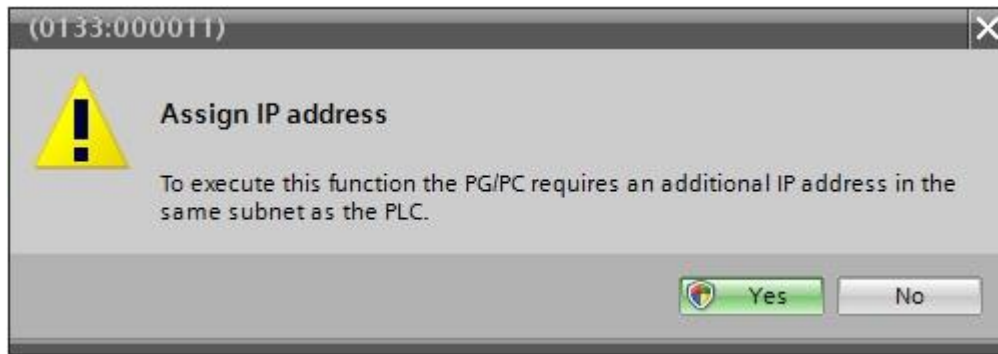 (0133:000011)
Assign IP address
To execute this function the PG/PC requires an additional IP address in the
same subnet as the PLC.
Yes No